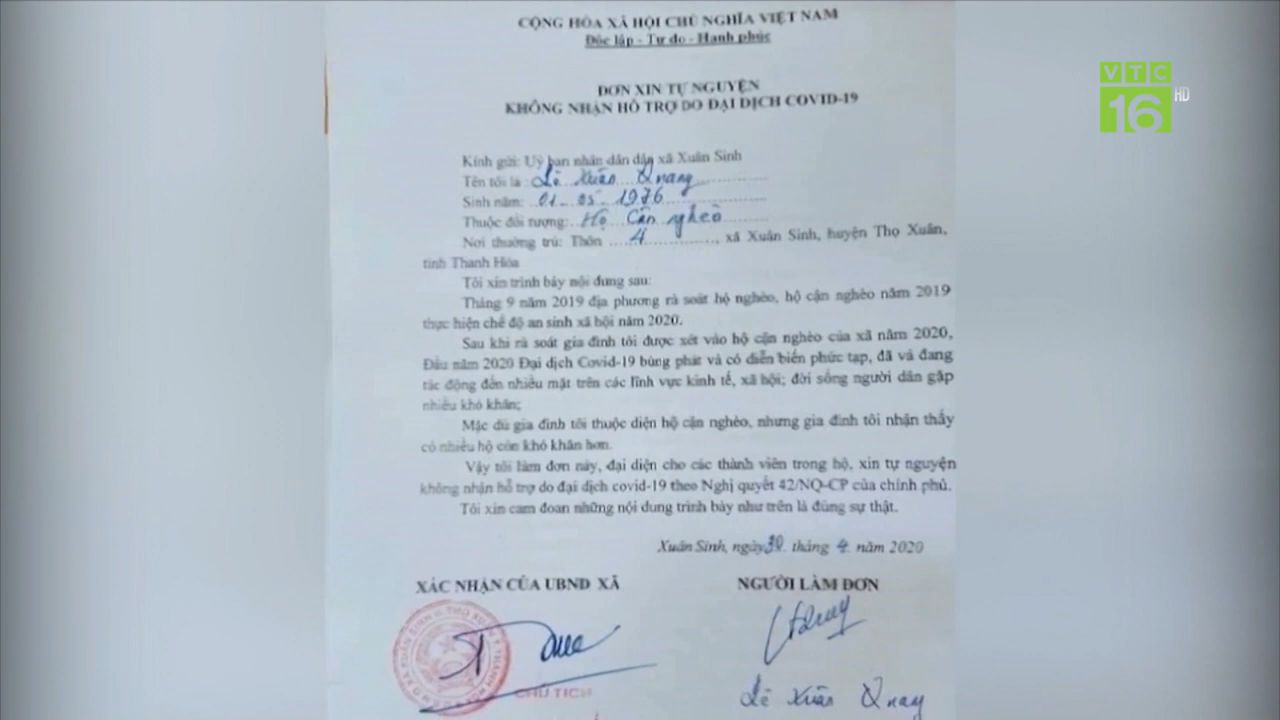 CỘNG HÒA XÃ HỘI CHỦ NGHĨA VIỆT NAM
Độc lập - Tự do - Hạnh phúc
VTC
16 HD
ĐƠN XIN TỰ NGUYỆN
KHÔNG NHẬN HỖ TRỢ DO ĐẠI DỊCH COVID-19
Kính gửi: Uỷ ban nhân dân dân xã Xuân Sinh
Tên tôi là: Lê Xuân Quang
Sinh năm: 01.05.1976
Thuộc đối tượng: Hộ Cận nghèo
Nơi thường trú: Thôn 4, xã Xuân Sinh, huyện Thọ Xuân,
tỉnh Thanh Hóa
Tôi xin trình bày nội dung sau:
Tháng 9 năm 2019 địa phương rà soát hộ nghèo, hộ cận nghèo năm 2019
thực hiện chế độ an sinh xã hội năm 2020.
Sau khi rà soát gia đình tôi được xét vào hộ cận nghèo của xã năm 2020,
Đầu năm 2020 Đại dịch Covid-19 bùng phát và có diễn biến phức tạp, đã và đang
tác động đến nhiều mặt trên các lĩnh vực kinh tế, xã hội; đời sống người dân gặp
nhiều khó khăn;
Mặc dù gia đình tôi thuộc diện hộ cận nghèo, nhưng gia đình tôi nhận thấy
có nhiều hộ còn khó khăn hơn.
Vậy tôi làm đơn này, đại diện cho các thành viên trong hộ, xin tự nguyện
không nhận hỗ trợ do đại dịch covid-19 theo Nghị quyết 42/NQ-CP của chính phủ.
Tôi xin cam đoan những nội dung trình bày như trên là đúng sự thật.
Xuân Sinh, ngày 30 tháng 4 năm 2020
XÁC NHẬN CỦA UBND XÃ
NGƯỜI LÀM ĐƠN
CHỦ TỊCH
Lê Xuân Quang